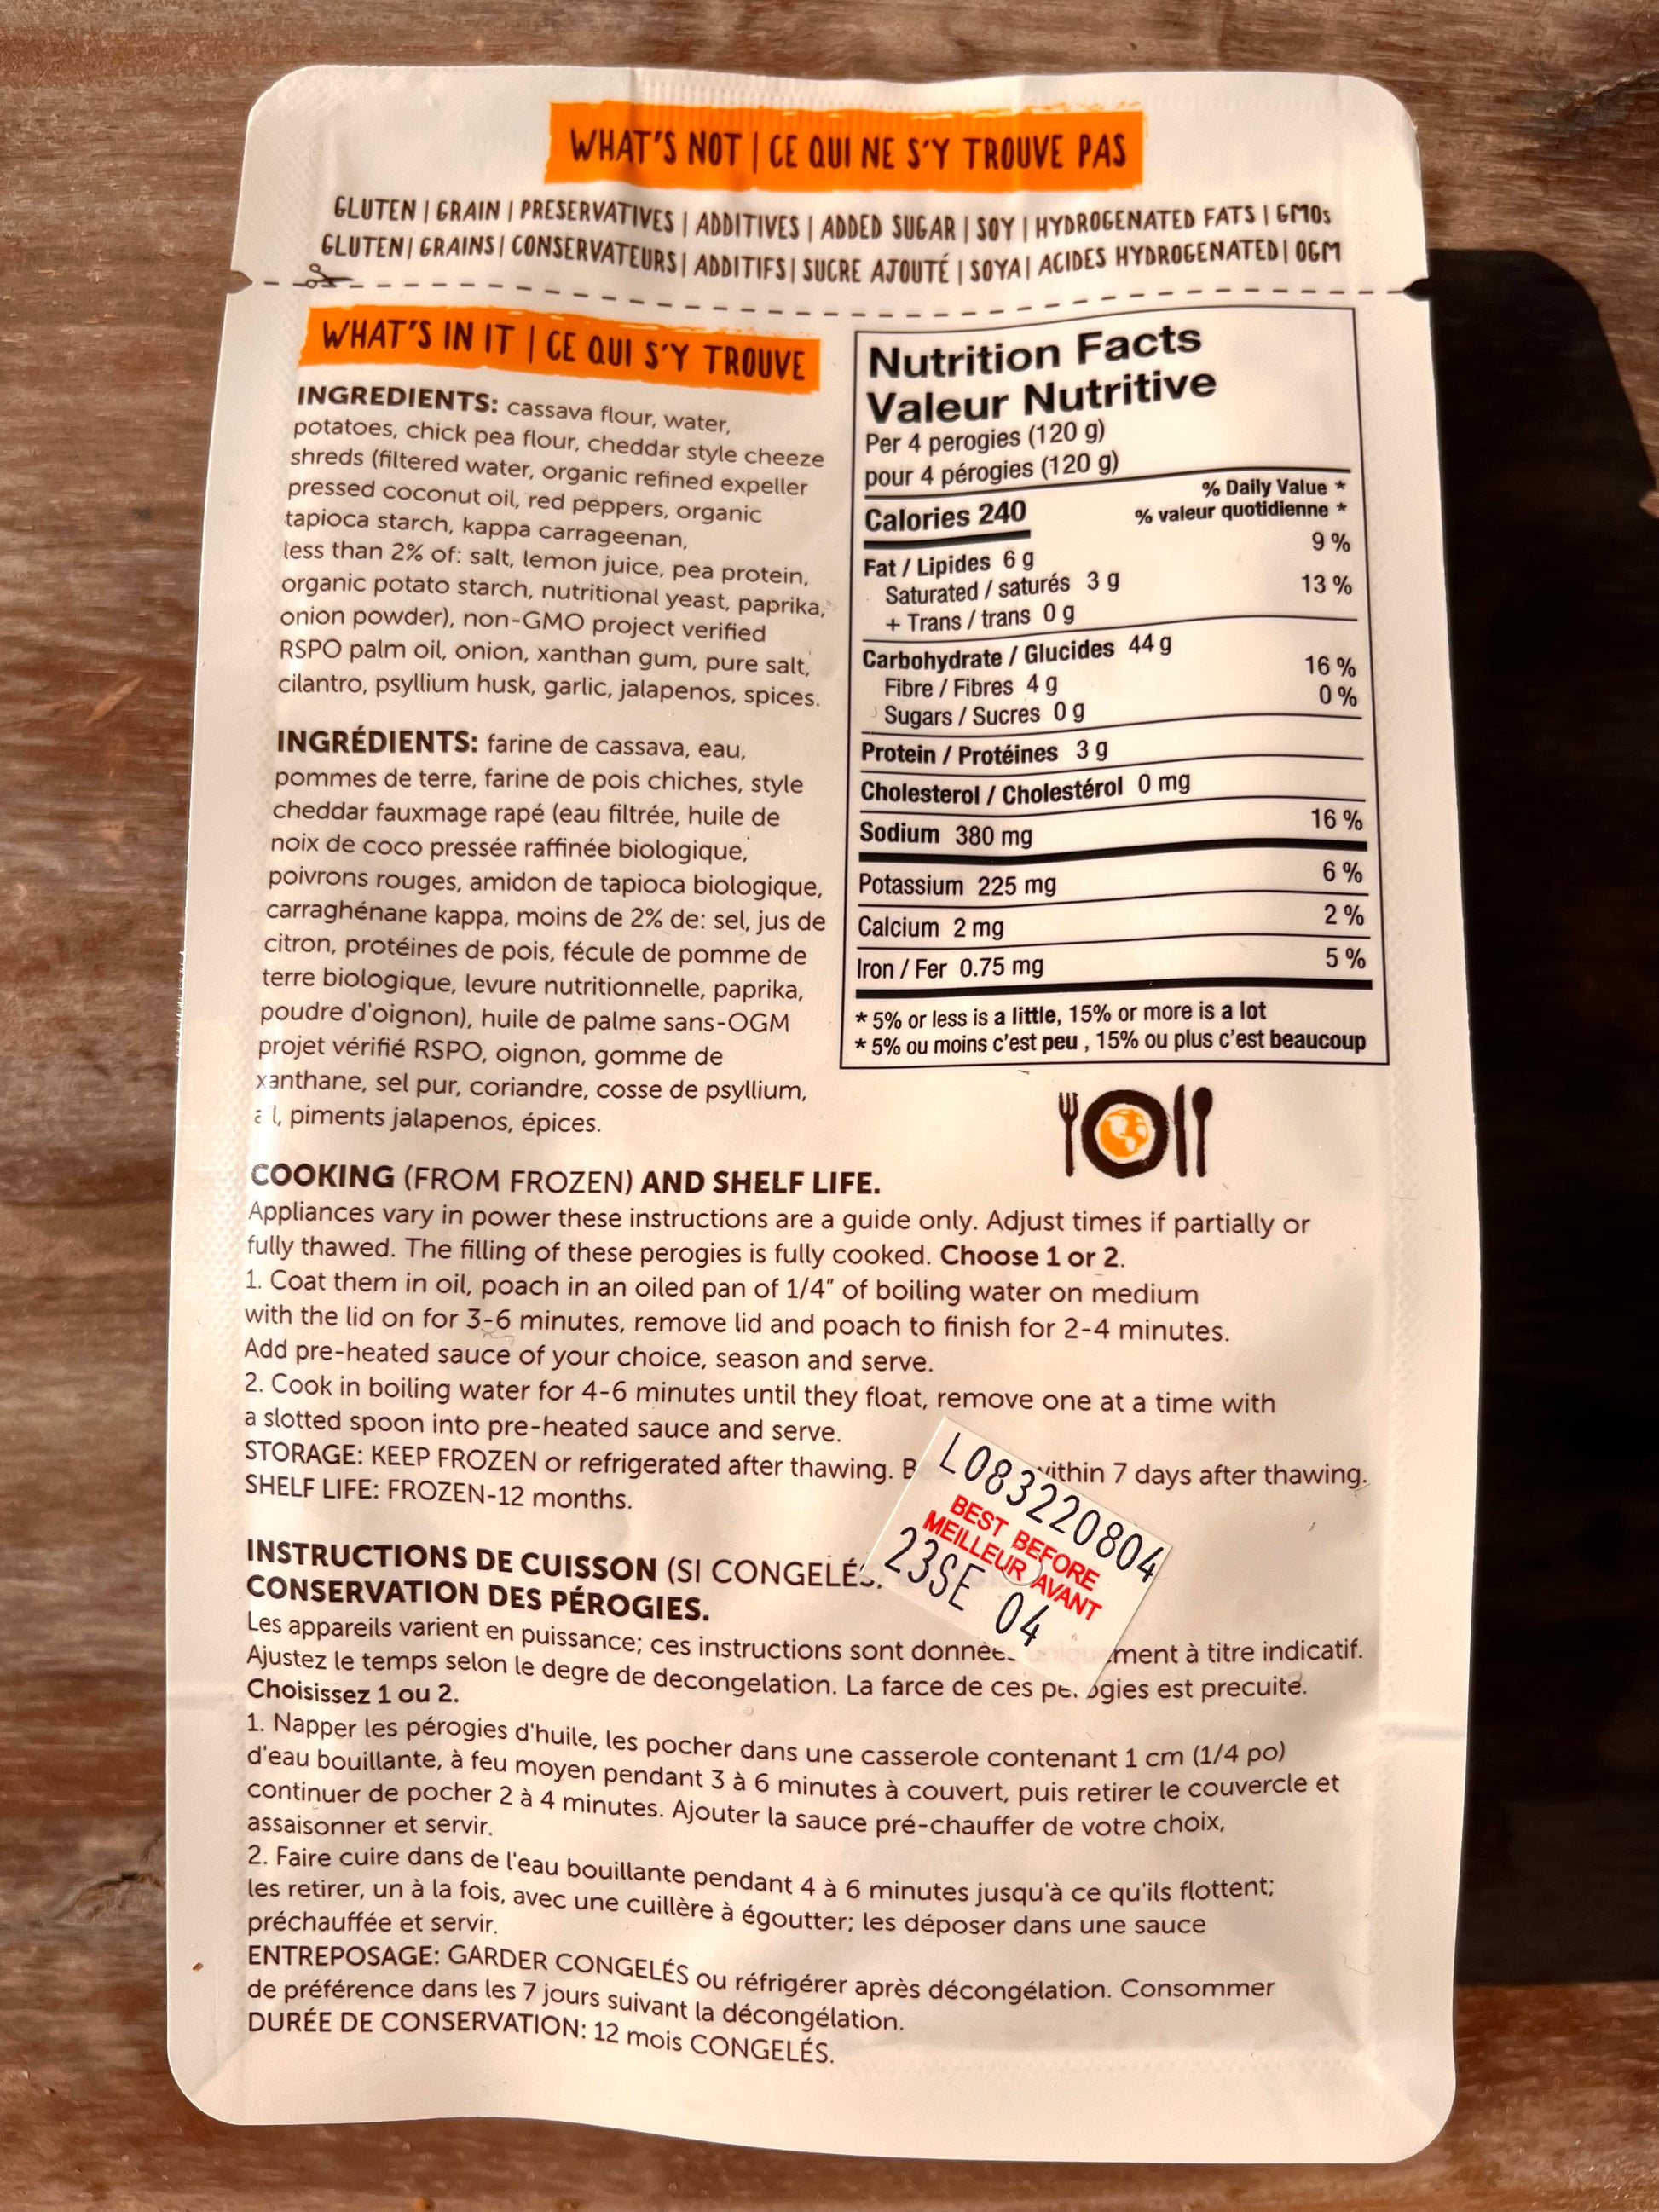 WHAT'S NOT | CE QUI NE S'Y TROUVE PAS
GLUTEN | GRAIN | PRESERVATIVES | ADDITIVES | ADDED SUGAR | SOY | HYDROGENATED FATS | GMOs
GLUTEN | GRAINS | CONSERVATEURS | ADDITIFS | SUCRE AJOUTÉ | SOYA | ACIDES HYDROGENATED | OGM
WHAT'S IN IT | CE QUI S'Y TROUVE
INGREDIENTS: cassava flour, water,
potatoes, chick pea flour, cheddar style cheeze
shreds (filtered water, organic refined expeller
pressed coconut oil, red peppers, organic
tapioca starch, kappa carrageenan,
less than 2% of: salt, lemon juice, pea protein,
organic potato starch, nutritional yeast, paprika,
onion powder), non-GMO project verified
RSPO palm oil, onion, xanthan gum, pure salt,
cilantro, psyllium husk, garlic, jalapenos, spices.
INGRÉDIENTS: farine de cassava, eau,
pommes de terre, farine de pois chiches, style
cheddar fauxmage rapé (eau filtrée, huile de
noix de coco pressée raffinée biologique,
poivrons rouges, amidon de tapioca biologique,
carraghénane kappa, moins de 2% de: sel, jus de
citron, protéines de pois, fécule de pomme de
terre biologique, levure nutritionnelle, paprika,
poudre d'oignon), huile de palme sans-OGM
projet vérifié RSPO, oignon, gomme de
xanthane, sel pur, coriandre, cosse de psyllium,
piments jalapenos, épices.
Nutrition Facts
Valeur Nutritive
Per 4 perogies (120 g)
pour 4 pérogies (120 g)
% Daily Value *
Calories 240 % valeur quotidienne *
Fat / Lipides 6 g 9 %
Saturated / saturés 3 g 13 %
+ Trans / trans 0 g
Carbohydrate / Glucides 44 g
Fibre / Fibres 4 g 16 %
Sugars / Sucres 0 g 0 %
Protein / Protéines 3 g
Cholesterol / Cholestérol 0 mg
Sodium 380 mg 16 %
Potassium 225 mg 6 %
Calcium 2 mg 2 %
Iron / Fer 0.75 mg 5 %
* 5% or less is a little, 15% or more is a lot
* 5% ou moins c'est peu , 15% ou plus c'est beaucoup
COOKING (FROM FROZEN) AND SHELF LIFE.
Appliances vary in power these instructions are a guide only. Adjust times if partially or
fully thawed. The filling of these perogies is fully cooked. Choose 1 or 2.
1. Coat them in oil, poach in an oiled pan of 1/4" of boiling water on medium
with the lid on for 3-6 minutes, remove lid and poach to finish for 2-4 minutes.
Add pre-heated sauce of your choice, season and serve.
2. Cook in boiling water for 4-6 minutes until they float, remove one at a time with
a slotted spoon into pre-heated sauce and serve.
STORAGE: KEEP FROZEN or refrigerated after thawing. within 7 days after thawing.
SHELF LIFE: FROZEN-12 months.
L083220804
BEST BEFORE
MEILLEUR AVANT
23SE 04
INSTRUCTIONS DE CUISSON (SI CONGELÉS
CONSERVATION DES PÉROGIES.
Les appareils varient en puissance; ces instructions sont à titre indicatif.
Ajustez le temps selon le degre de decongelation. La farce de ces est precuite.
Choisissez 1 ou 2.
1. Napper les pérogies d'huile, les pocher dans une casserole contenant 1 cm (1/4 po)
d'eau bouillante, à feu moyen pendant 3 à 6 minutes à couvert, puis retirer le couvercle et
continuer de pocher 2 à 4 minutes. Ajouter la sauce pré-chauffer de votre choix,
assaisonner et servir.
2. Faire cuire dans de l'eau bouillante pendant 4 à 6 minutes jusqu'à ce qu'ils flottent;
les retirer, un à la fois, avec une cuillère à égoutter; les déposer dans une sauce
préchauffée et servir.
ENTREPOSAGE: GARDER CONGELÉS ou réfrigérer après décongélation. Consommer
de préférence dans les 7 jours suivant la décongélation.
DURÉE DE CONSERVATION: 12 mois CONGELÉS.